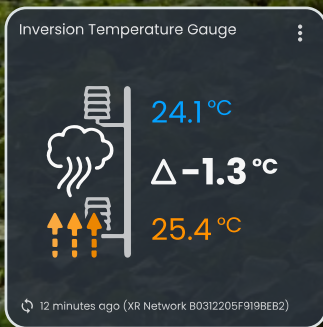 Inversion Temperature Gauge
24.1 °C
△ -1.3 °C
25.4 °C
12 minutes ago (XR Network B0312205F919BEB2)